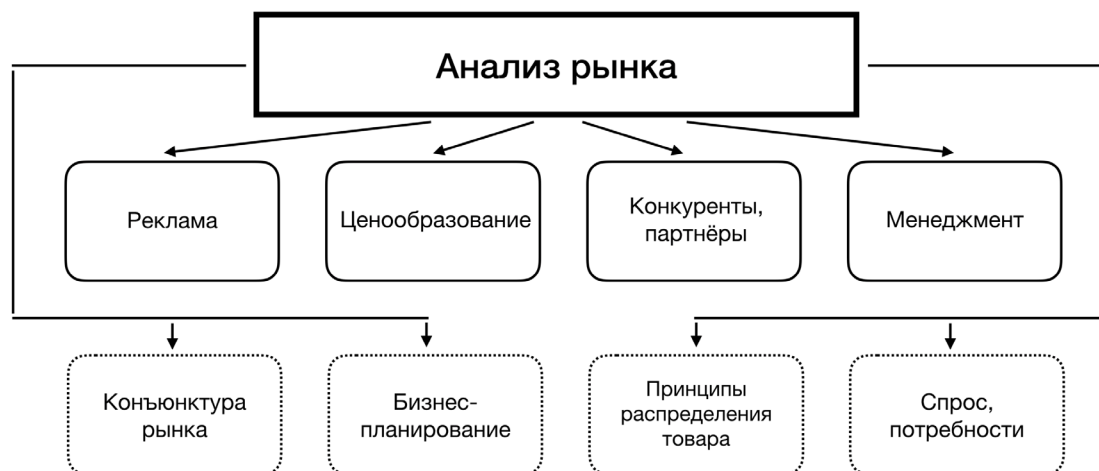 Анализ рынка
Реклама
Ценообразование
Конкуренты,
партнёры
Менеджмент
Конъюнктура
рынка
Бизнес-
планирование
Принципы
распределения
товара
Спрос,
потребности